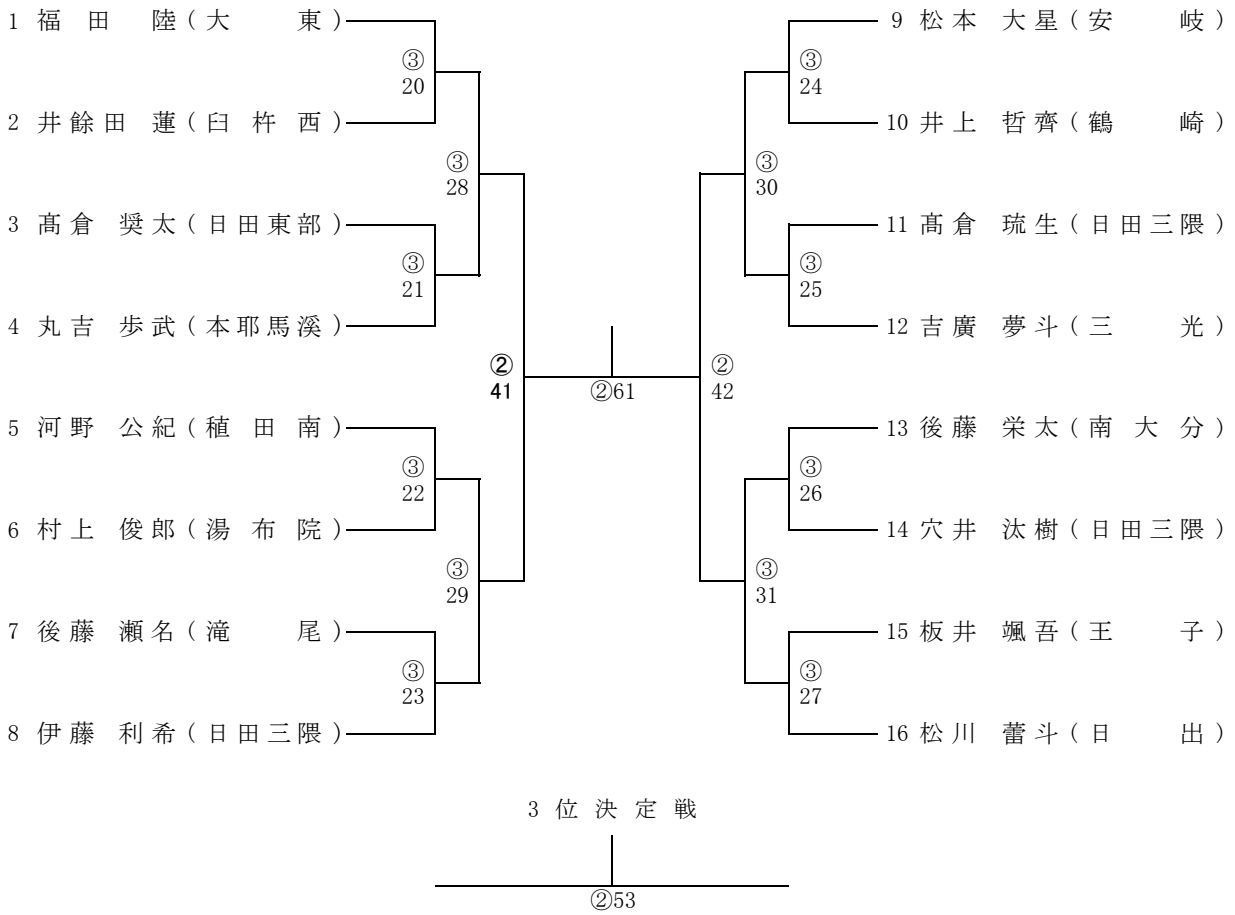 1 福田 陸(大東)
③
20
2 井餘田 蓮(臼杵西)
③
28
3 髙倉 奨太(日田東部)
③
21
4 丸吉 歩武(本耶馬溪)
②
41
5 河野 公紀(稙田南)
③
22
6 村上 俊郎(湯布院)
③
29
7 後藤 瀬名(滝尾)
③
23
8 伊藤 利希(日田三隈)
②61
9 松本 大星(安岐)
③
24
10 井上 哲齊(鶴崎)
③
30
11 髙倉 琉生(日田三隈)
③
25
12 吉廣 夢斗(三光)
②
42
13 後藤 栄太(南大分)
③
26
14 穴井 汰樹(日田三隈)
③
31
15 板井 颯吾(王子)
③
27
16 松川 蕾斗(日出)
3位決定戦
②53